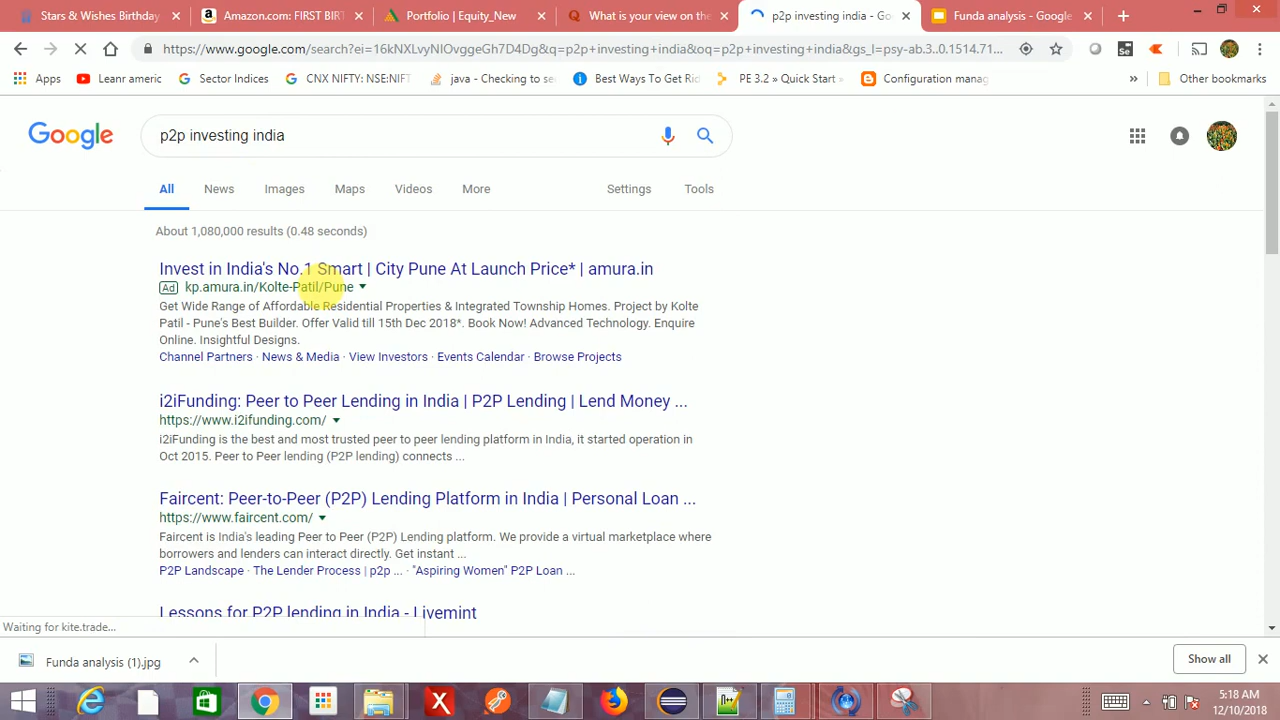 Stars & Wishes Birthday
Amazon.com: FIRST BIRT
Portfolio | Equity_New
What is your view on the
p2p investing india - Go
Funda analysis - Google
https://www.google.com/search?ei=16kNXLvyNIOvggeGh7D4Dg&q=p2p+investing+india&oq=p2p+investing+india&gs_l=psy-ab.3.0.1514.71...
Apps
Leanr americ
Sector Indices
CNX NIFTY: NSE:NIFT
java - Checking to se
Best Ways To Get Rid
PE 3.2 » Quick Start
Configuration manag
»
Other bookmarks
Google
p2p investing india
All
News
Images
Maps
Videos
More
Settings
Tools
About 1,080,000 results (0.48 seconds)
Invest in India's No.1 Smart | City Pune At Launch Price* | amura.in
Ad kp.amura.in/Kolte-Patil/Pune
Get Wide Range of Affordable Residential Properties & Integrated Township Homes. Project by Kolte
Patil - Pune's Best Builder. Offer Valid till 15th Dec 2018*. Book Now! Advanced Technology. Enquire
Online. Insightful Designs.
Channel Partners · News & Media · View Investors · Events Calendar · Browse Projects
i2iFunding: Peer to Peer Lending in India | P2P Lending | Lend Money ...
https://www.i2ifunding.com/
i2iFunding is the best and most trusted peer to peer lending platform in India, it started operation in
Oct 2015. Peer to Peer lending (P2P lending) connects ...
Faircent: Peer-to-Peer (P2P) Lending Platform in India | Personal Loan ...
https://www.faircent.com/
Faircent is India's leading Peer to Peer (P2P) Lending platform. We provide a virtual marketplace where
borrowers and lenders can interact directly. Get instant ...
P2P Landscape · The Lender Process | p2p ... · "Aspiring Women" P2P Loan ...
Lessons for P2P lending in India - Livemint
Waiting for kite.trade...
Funda analysis (1).jpg
Show all
5:18 AM
12/10/2018